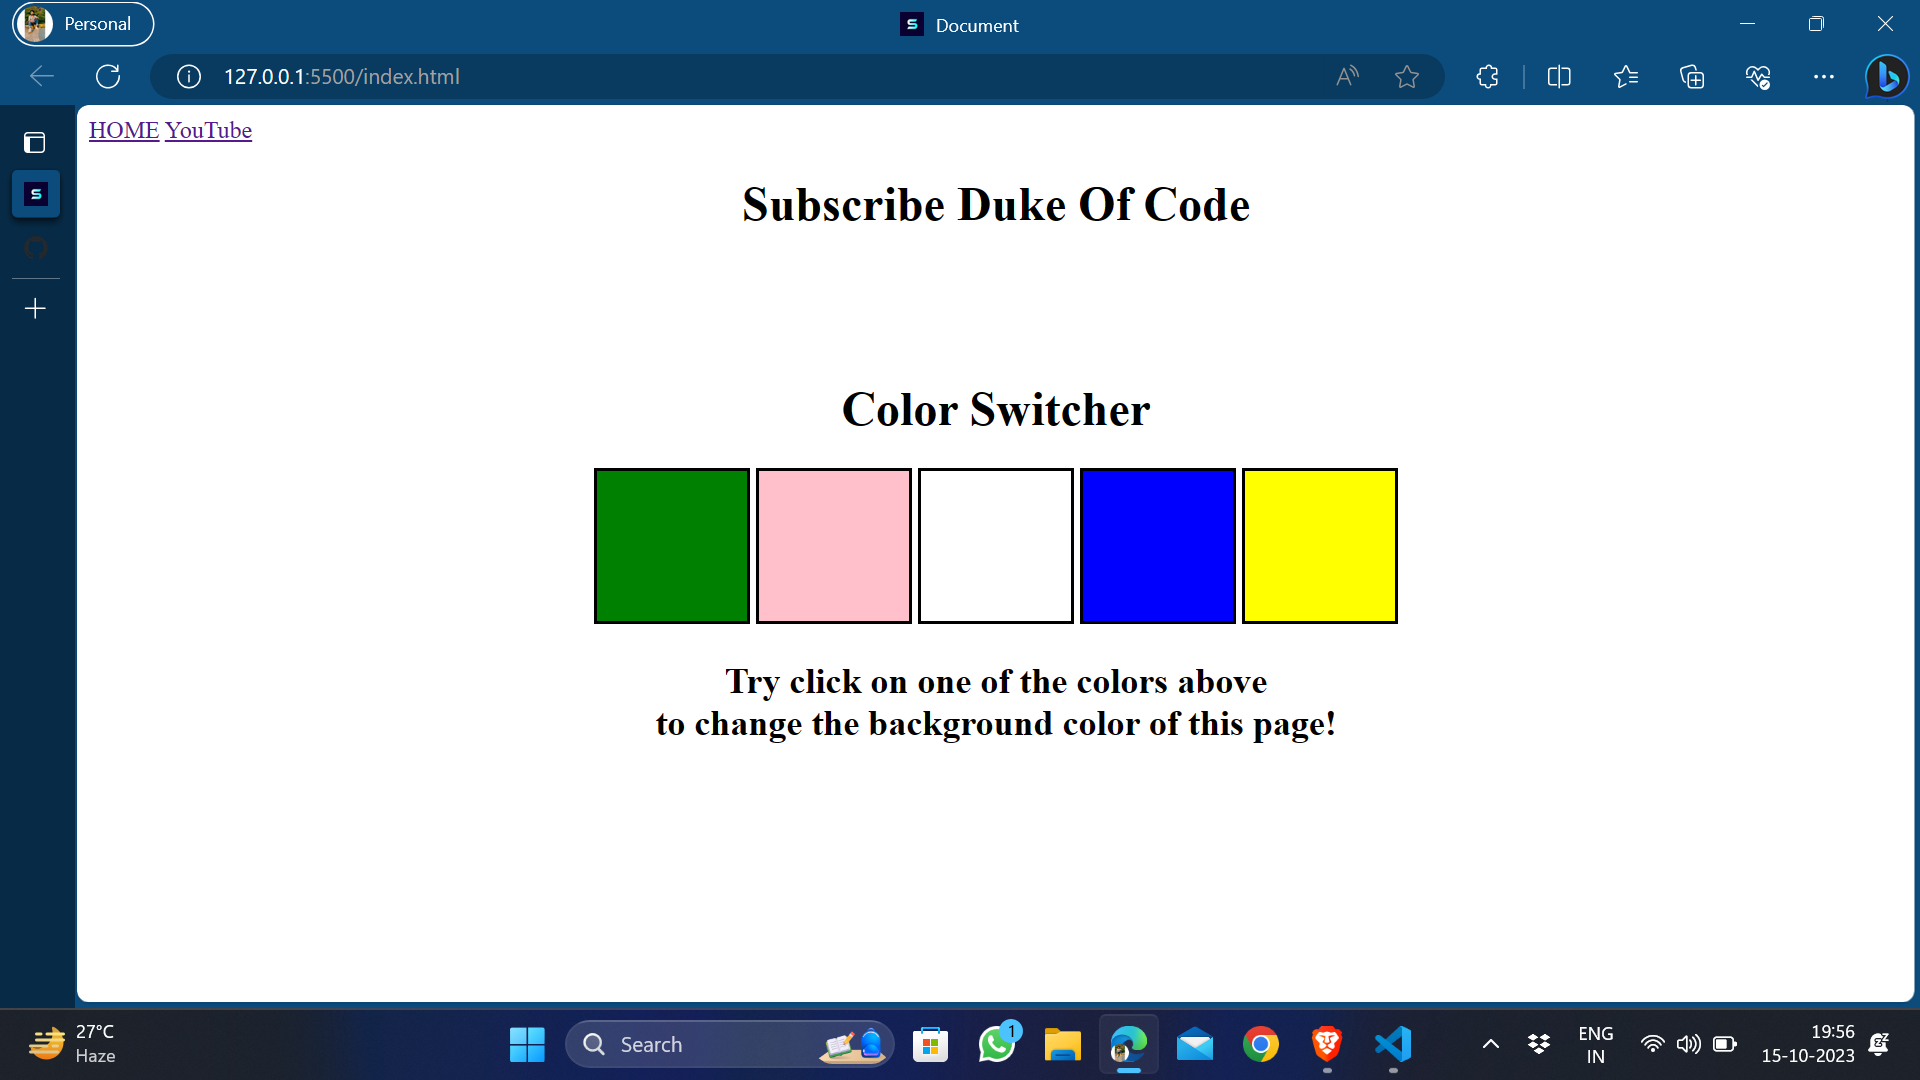 Personal
Document
127.0.0.1:5500/index.html
HOME YouTube
Subscribe Duke Of Code
Color Switcher
Try click on one of the colors above
to change the background color of this page!
27°C
Haze
Search
1
ENG
IN
19:56
15-10-2023